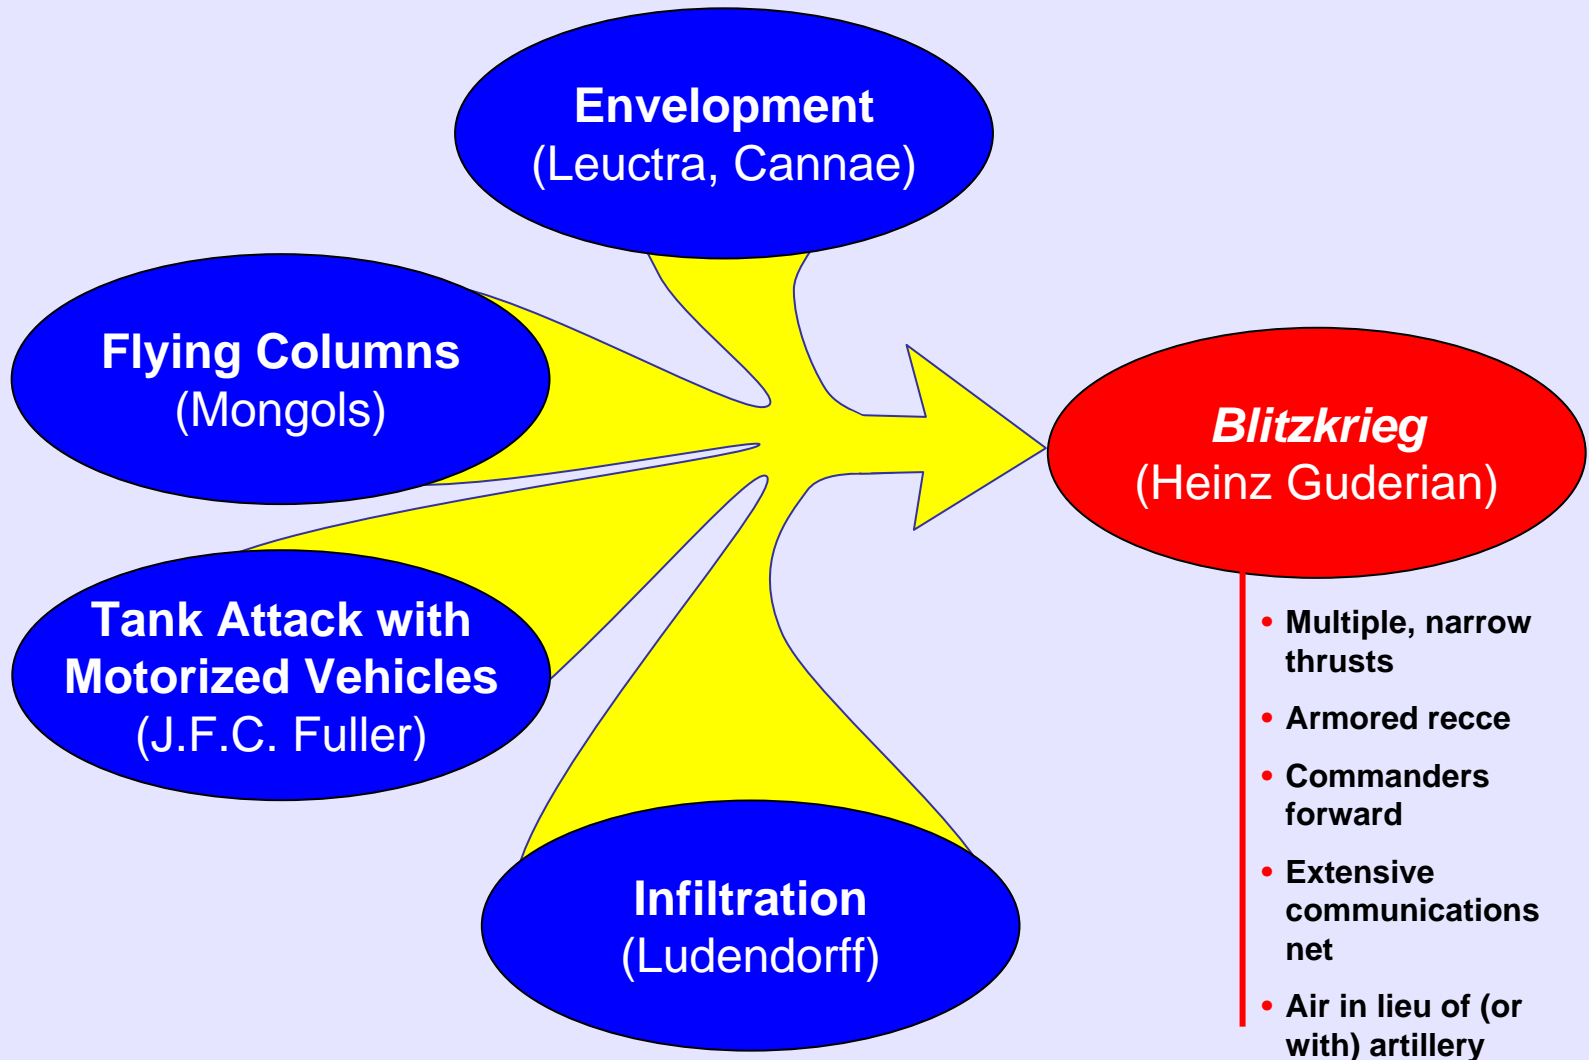 Envelopment
(Leuctra, Cannae)
Flying Columns
(Mongols)
Tank Attack with
Motorized Vehicles
(J.F.C. Fuller)
Infiltration
(Ludendorff)
Blitzkrieg
(Heinz Guderian)
• Multiple, narrow
thrusts
• Armored recce
• Commanders
forward
• Extensive
communications
net
• Air in lieu of (or
with) artillery